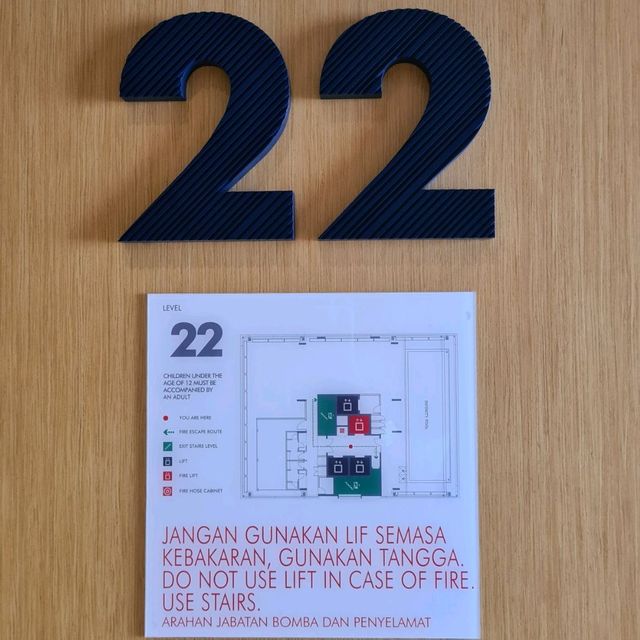 22
LEVEL
22
CHILDREN UNDER THE
AGE OF 12 MUST BE
ACCOMPANIED BY
AN ADULT
YOU ARE HERE
FIRE ESCAPE ROUTE
EXIT STAIRS LEVEL
LIFT
FIRE LIFT
FIRE HOSE CABINET
JANGAN GUNAKAN LIF SEMASA
KEBAKARAN, GUNAKAN TANGGA.
DO NOT USE LIFT IN CASE OF FIRE.
USE STAIRS.
ARAHAN JABATAN BOMBA DAN PENYELAMAT